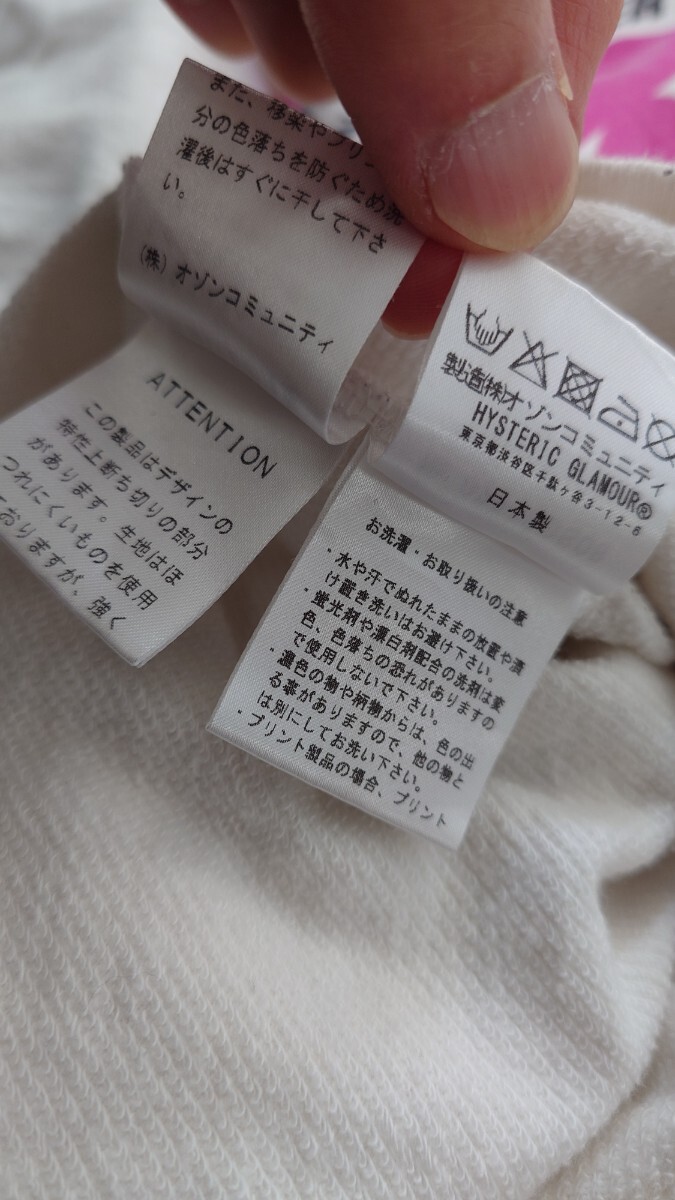 また、移染やプリン
分の色落ちを防ぐため洗
濯後はすぐに干して下さ
い。
(株)オゾンコミュニティ
ATTENTION
この製品はデザインの
特性上断ち切りの部分
があります。生地はほ
つれにくいものを使用
ておりますが、強く
製造(株)オゾンコミュニティ
HYSTERIC GLAMOUR®
東京都渋谷区千駄ヶ谷3-12-8
日本製
お洗濯・お取り扱いの注意
・水や汗でぬれたままの放置や漬
け置き洗いはお避け下さい。
・蛍光剤や漂白剤配合の洗剤は変
色、色落ちの恐れがありますの
で使用しないで下さい。
・濃色の物や柄物からは、色の出
る事がありますので、他の物と
は別にしてお洗い下さい。
・プリント製品の場合、プリント